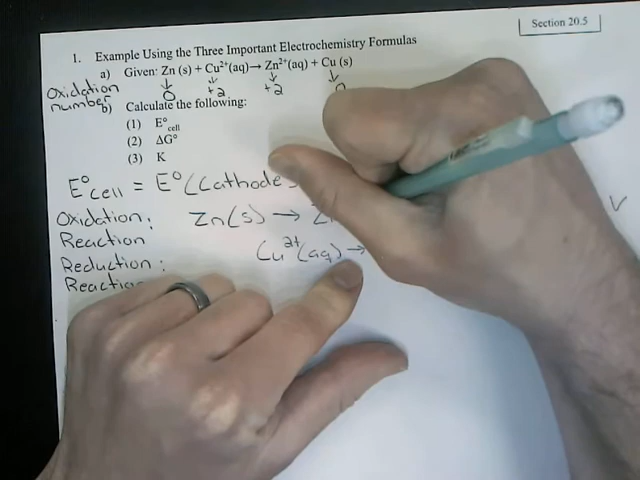 Section 20.5
1. Example Using the Three Important Electrochemistry Formulas
a) Given: Zn (s) + Cu²⁺(aq)→ Zn²⁺(aq) + Cu (s)
Oxidation number
0 +2 +2 0
b) Calculate the following:
(1) E°cell
(2) ΔG°
(3) K
E°cell = E°(Cathode
Oxidation: Zn(s) →
Reaction
Cu²⁺(aq) →
Reduction: